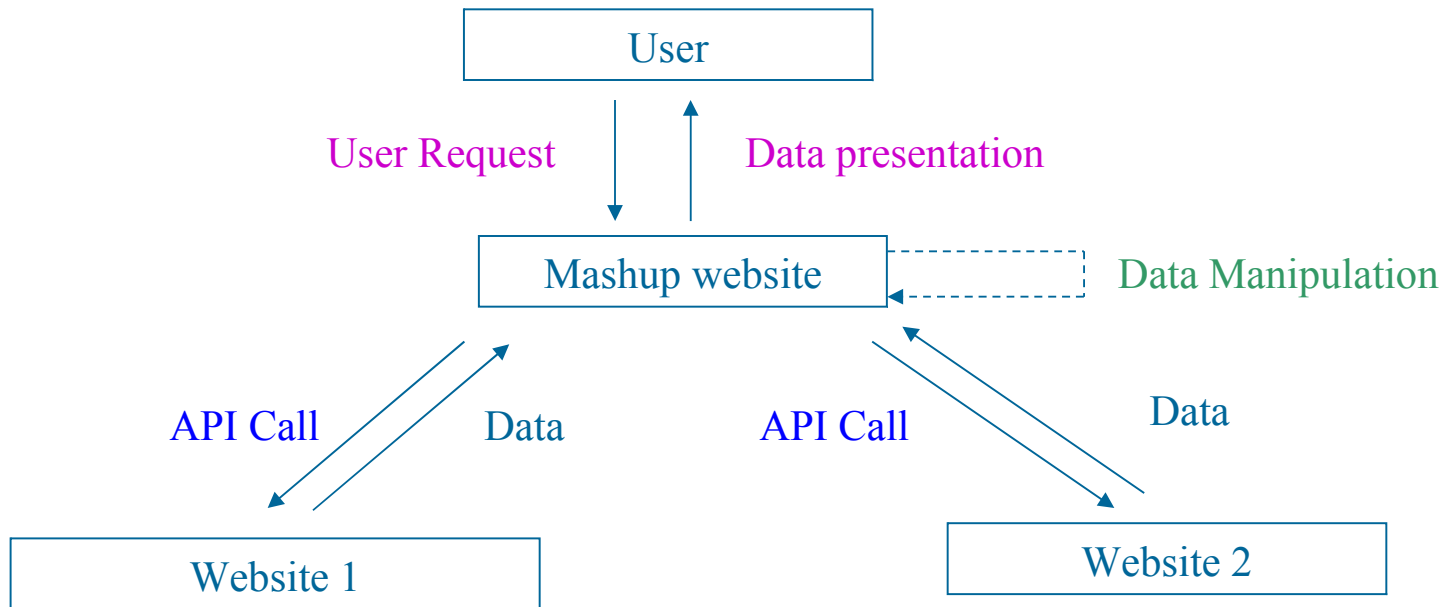 User
User Request
Data presentation
Mashup website
Data Manipulation
API Call
Data
API Call
Data
Website 1
Website 2